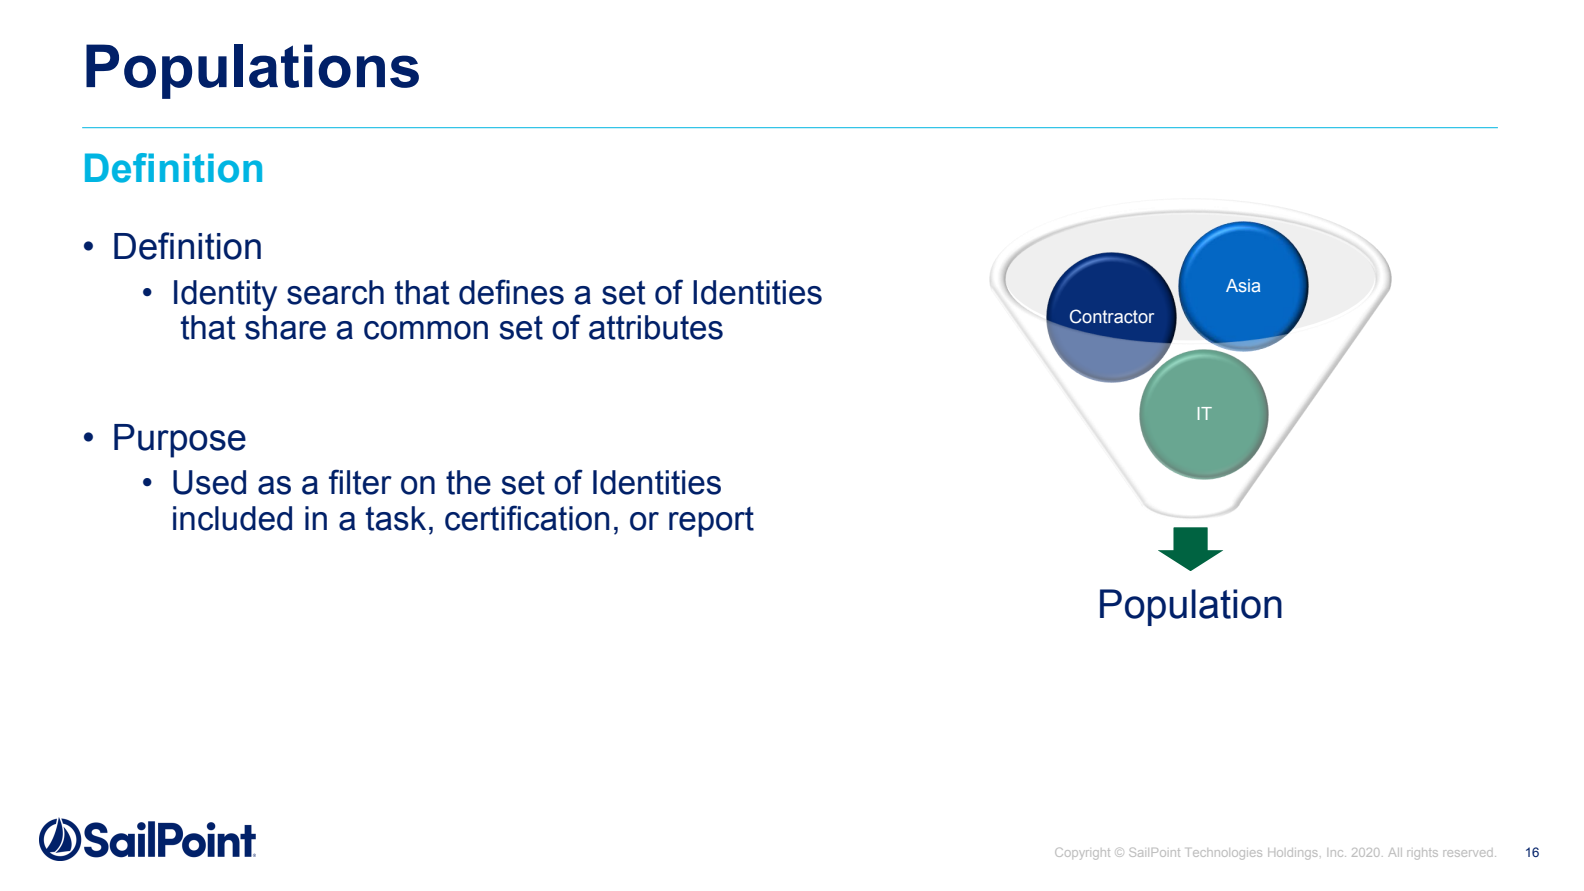 Populations
Definition
• Definition
• Identity search that defines a set of Identities
that share a common set of attributes
• Purpose
• Used as a filter on the set of Identities
included in a task, certification, or report
Asia
Contractor
IT
Population
SailPoint
Copyright © SailPoint Technologies Holdings, Inc. 2020. All rights reserved. 16